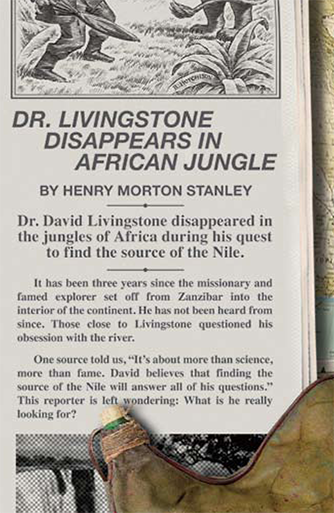 B. Hutchison
DR. LIVINGSTONE
DISAPPEARS IN
AFRICAN JUNGLE
BY HENRY MORTON STANLEY
Dr. David Livingstone disappeared in
the jungles of Africa during his quest
to find the source of the Nile.
It has been three years since the missionary and
famed explorer set off from Zanzibar into the
interior of the continent. He has not been heard from
since. Those close to Livingstone questioned his
obsession with the river.
One source told us, “It’s about more than science,
more than fame. David believes that finding the
source of the Nile will answer all of his questions.”
This reporter is left wondering: What is he really
looking for?